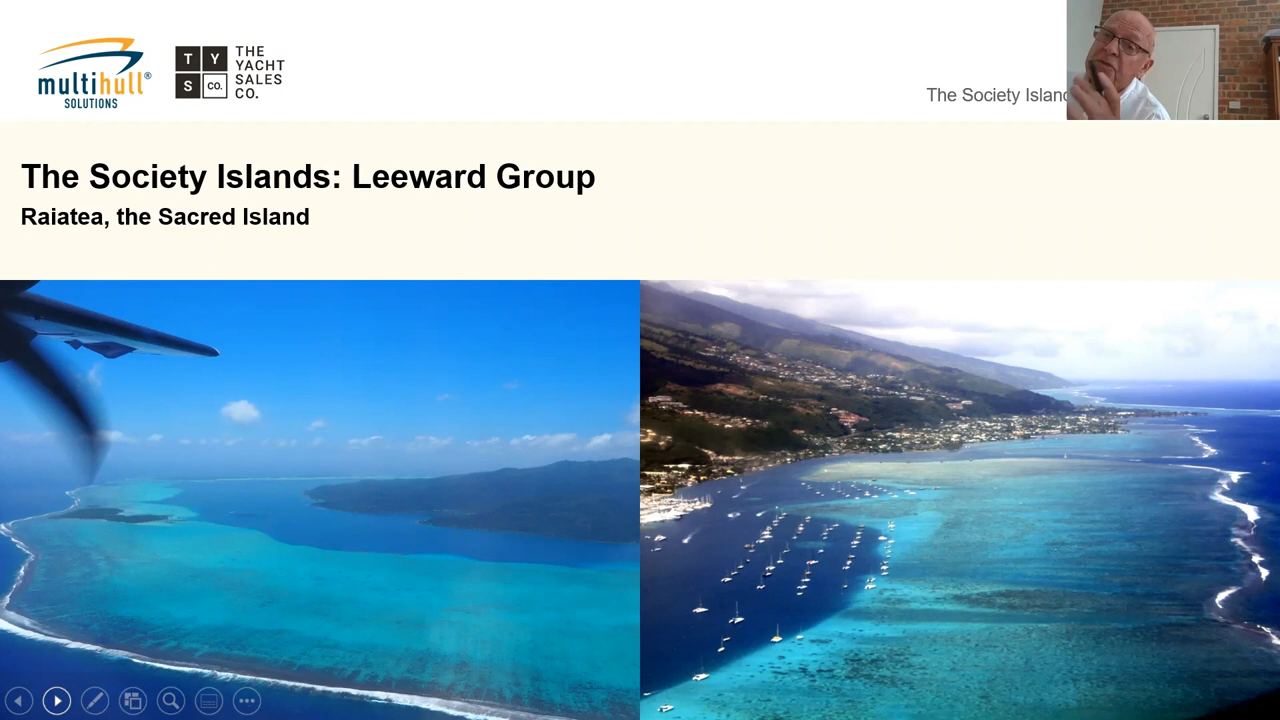 multihull®
SOLUTIONS
T Y
S CO.
THE
YACHT
SALES
CO.
The Society Island
The Society Islands: Leeward Group
Raiatea, the Sacred Island